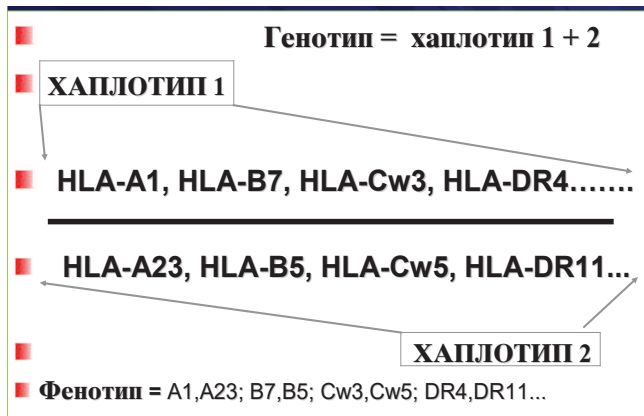 Генотип = хаплотип 1 + 2
ХАПЛОТИП 1
HLA-A1, HLA-B7, HLA-Cw3, HLA-DR4.......
HLA-A23, HLA-B5, HLA-Cw5, HLA-DR11...
ХАПЛОТИП 2
Фенотип = A1,A23; B7,B5; Cw3,Cw5; DR4,DR11...